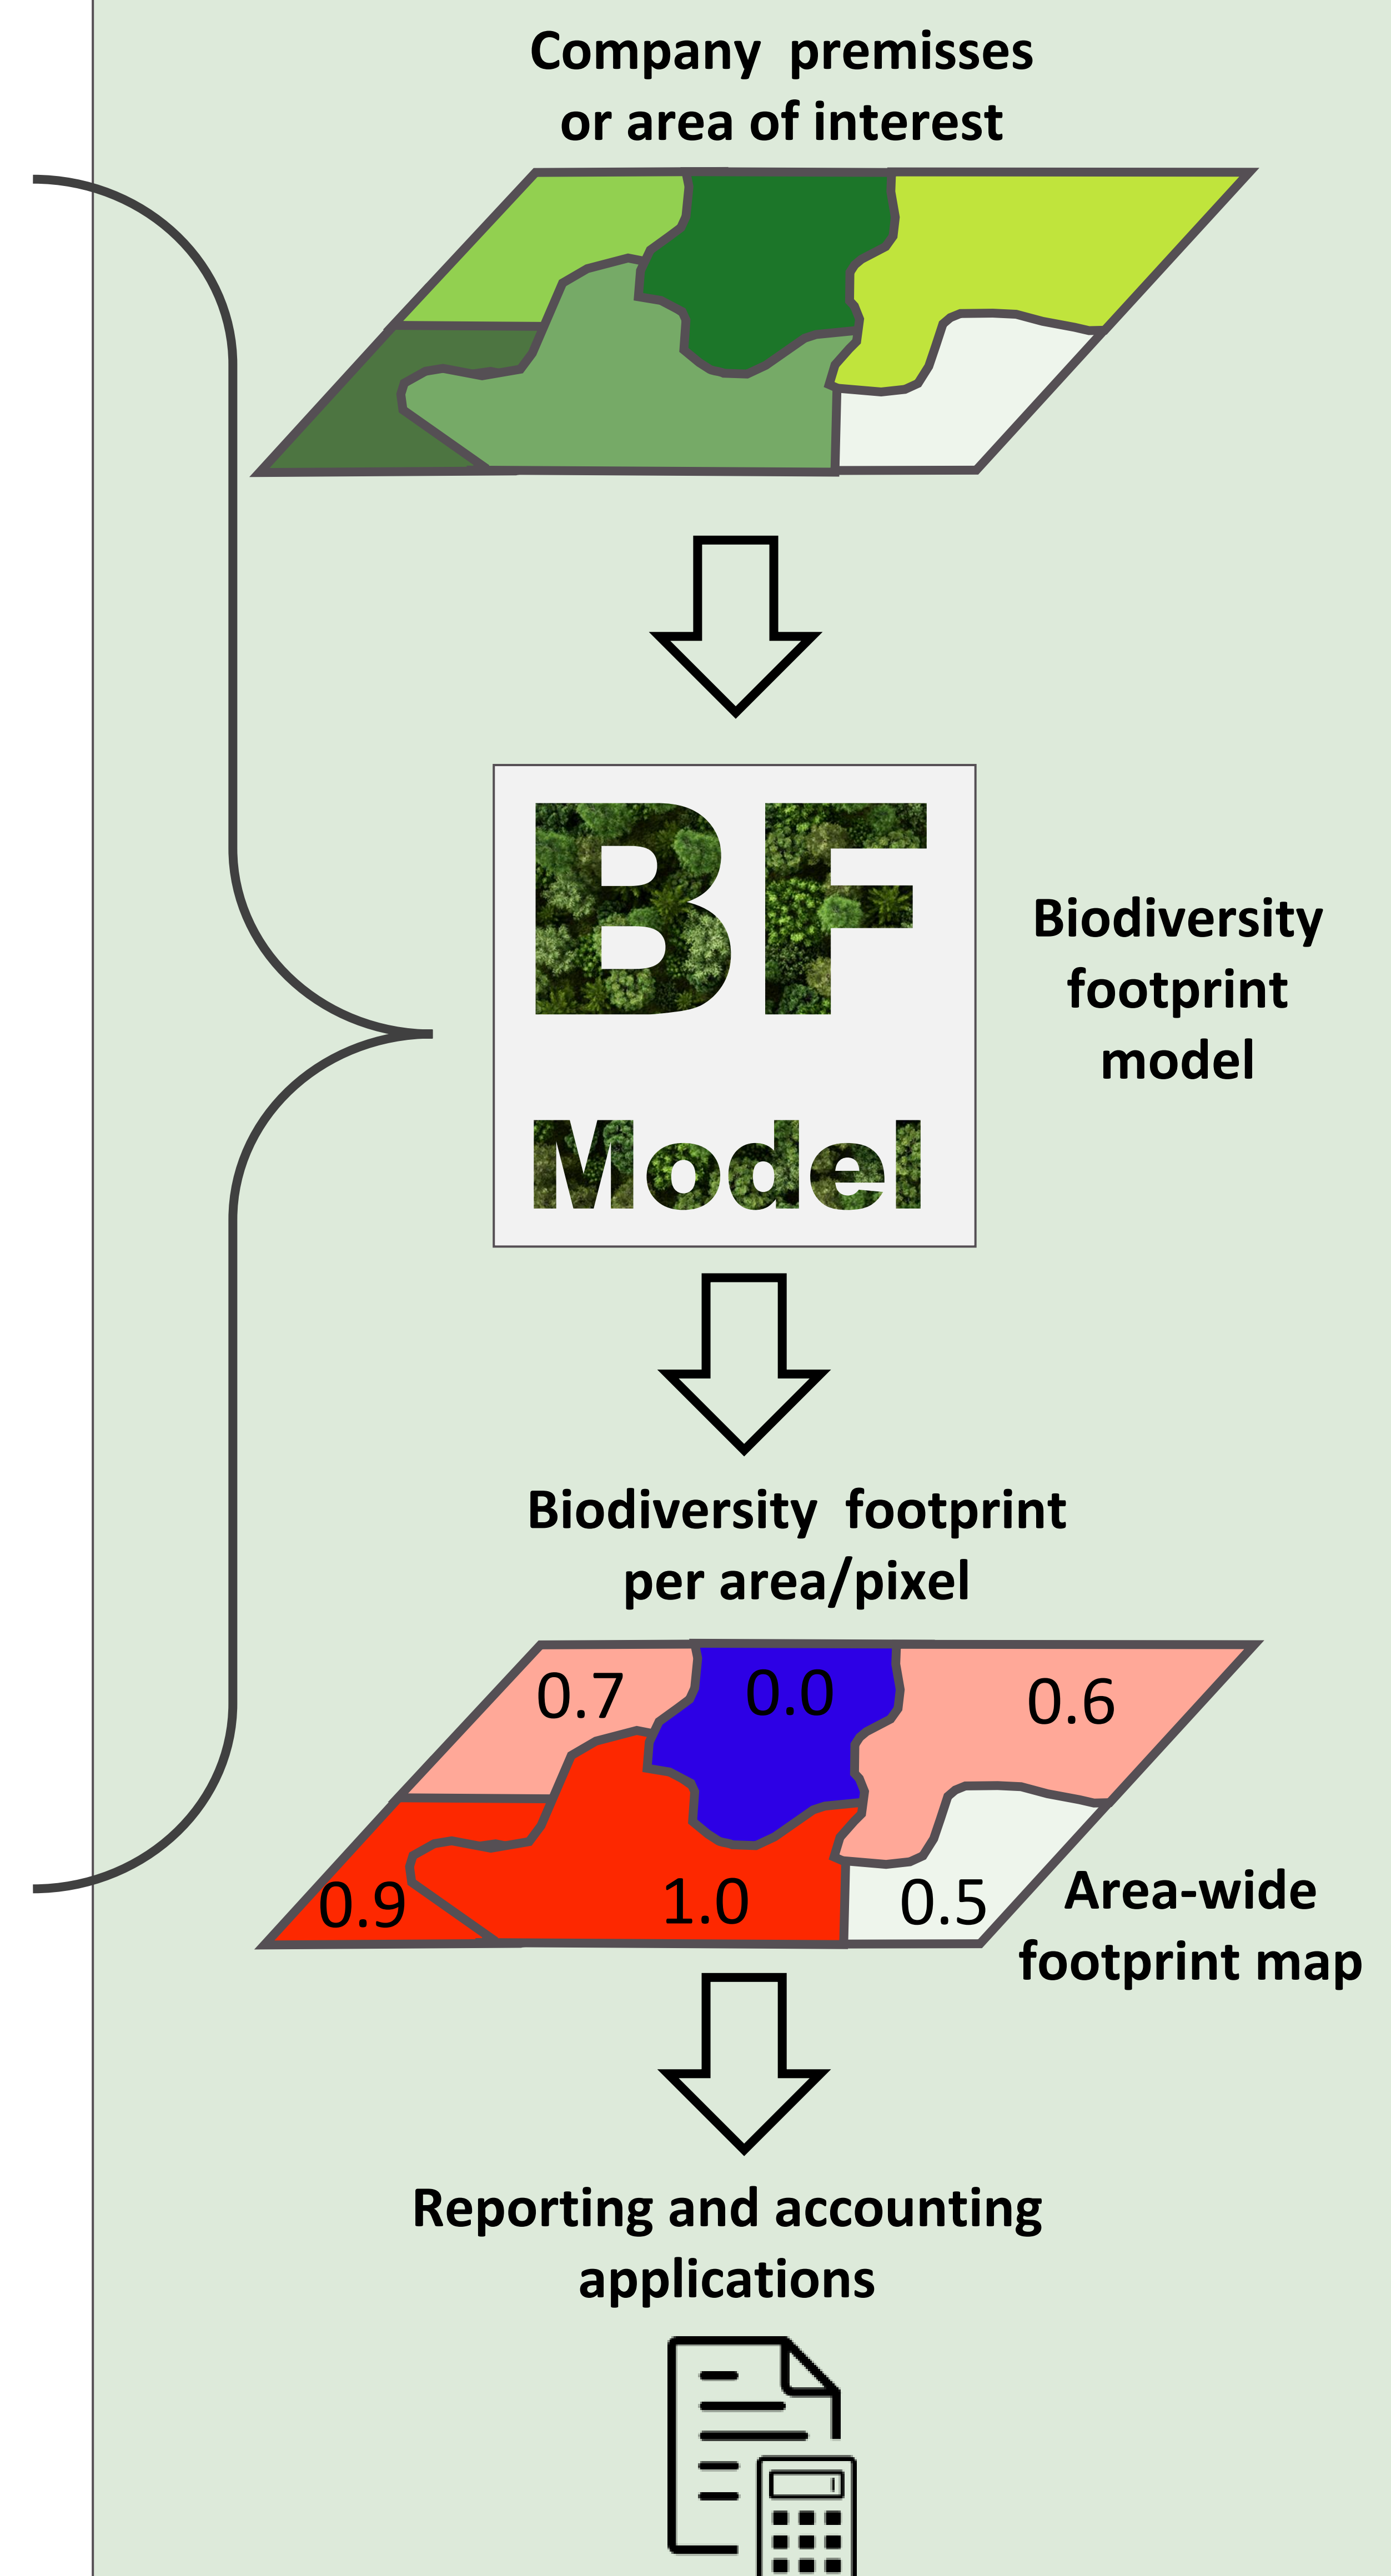 Company premisses
or area of interest
BF
Model
Biodiversity
footprint
model
Biodiversity footprint
per area/pixel
0.7
0.0
0.6
0.9
1.0
0.5
Area-wide
footprint map
Reporting and accounting
applications